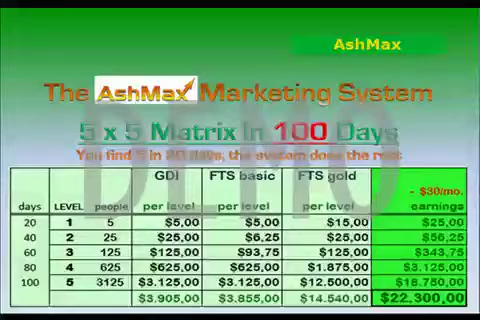 AshMax
The AshMax Marketing System
5 x 5 Matrix in 100 Days
You find 5 in 20 days, the system does the rest
GDI FTS basic FTS gold - $30/mo.
days LEVEL people per level per level per level earnings
20 1 5 $5,00 $5,00 $15,00 $25,00
40 2 25 $25,00 $6,25 $25,00 $56,25
60 3 125 $125,00 $93,75 $125,00 $343,75
80 4 625 $625,00 $625,00 $1.875,00 $3.125,00
100 5 3125 $3.125,00 $3.125,00 $12.500,00 $18.750,00
$3.905,00 $3.855,00 $14.540,00 $22.300,00
DEMO